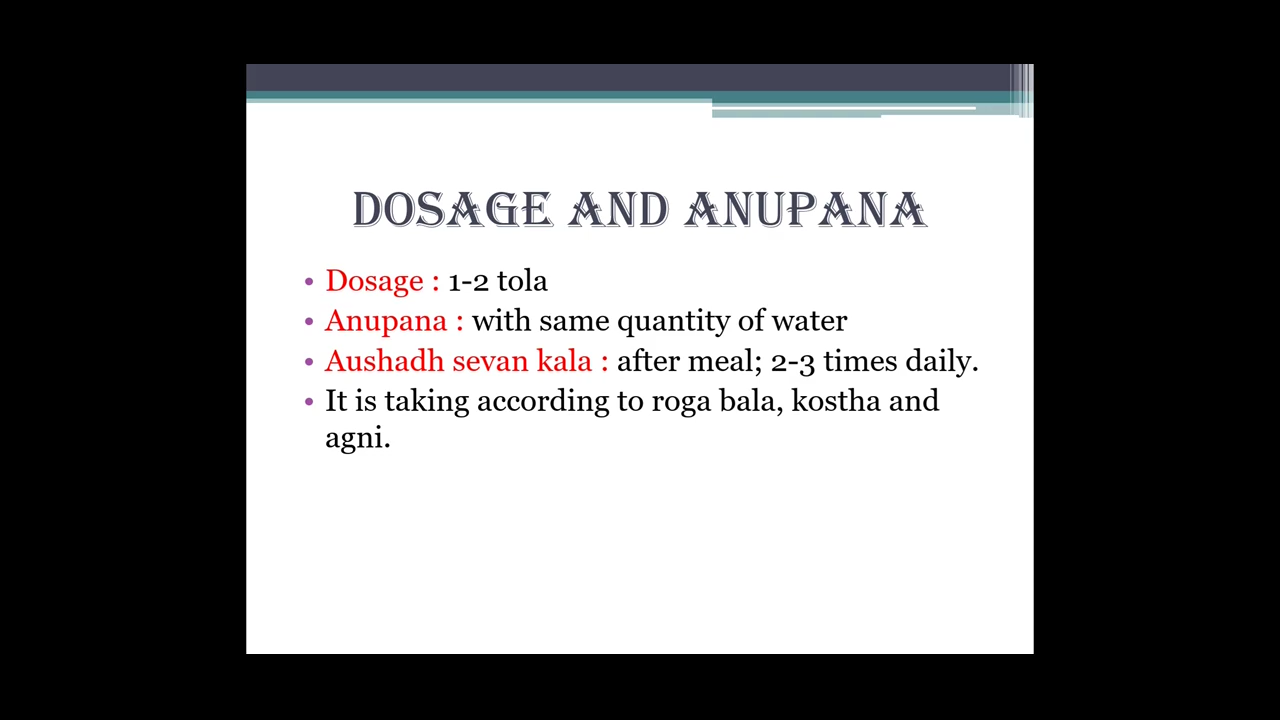 DOSAGE AND ANUPANA
• Dosage : 1-2 tola
• Anupana : with same quantity of water
• Aushadh sevan kala : after meal; 2-3 times daily.
• It is taking according to roga bala, kostha and
agni.